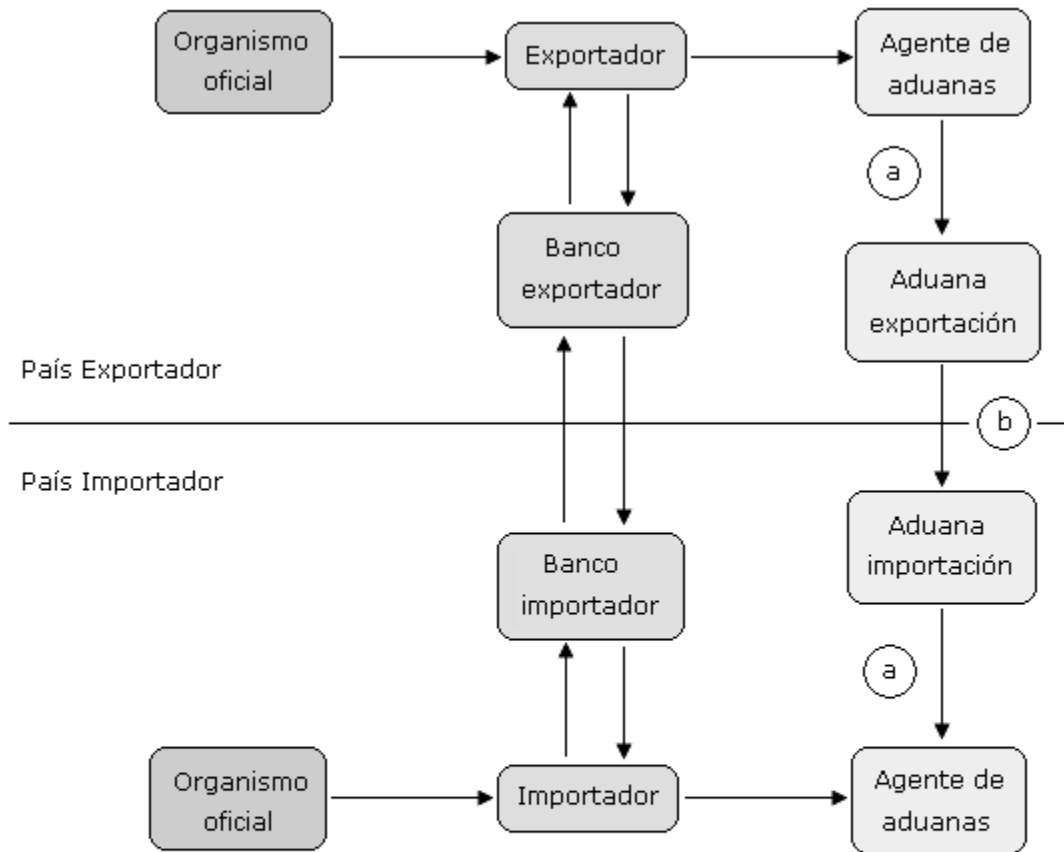 Organismo
oficial
Exportador
Agente de
aduanas
a
Banco
exportador
Aduana
exportación
País Exportador
b
País Importador
Banco
importador
Aduana
importación
a
Organismo
oficial
Importador
Agente de
aduanas